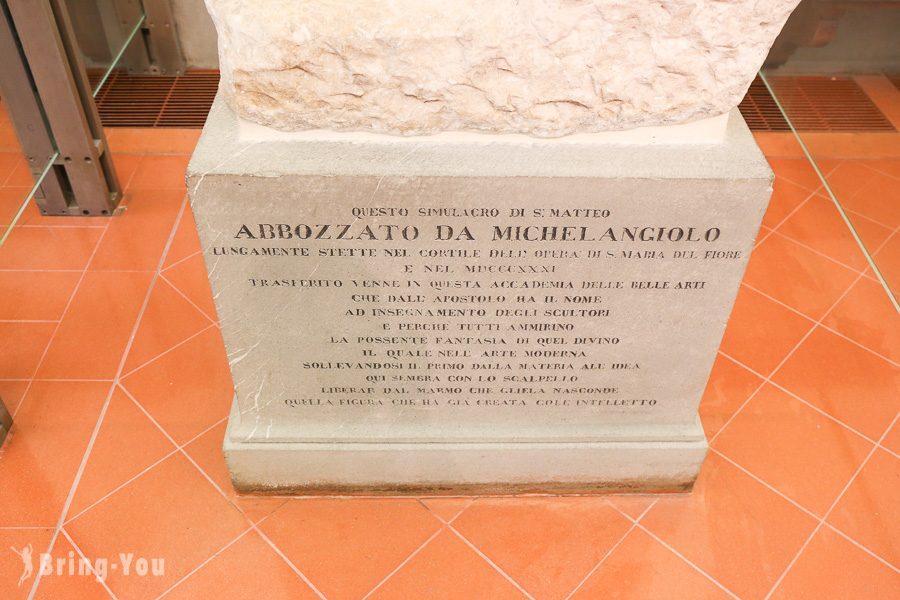 QUESTO SIMULACRO DI S. MATTEO
ABBOZZATO DA MICHELANGIOLO
LUNGAMENTE STETTE NEL CORTILE DELL'OPERA DI S. MARIA DEL FIORE
E NEL MDCCCXXXI
TRASFERITO VENNE IN QUESTA ACCADEMIA DELLE BELLE ARTI
CHE DALL'APOSTOLO HA IL NOME
AD INSEGNAMENTO DEGLI SCULTORI
E PERCHÈ TUTTI AMMIRINO
LA POSSENTE FANTASIA DI QUEL DIVINO
IL QUALE NELL'ARTE MODERNA
SOLLEVANDOSI IL PRIMO DALLA MATERIA ALL'IDEA
QUI SEMBRA CON LO SCALPELLO
LIBERAR DAL MARMO CHE GLIELA NASCONDE
QUELLA FIGURA CHE HA GIÀ CREATA COLL'INTELLETTO
Bring-You